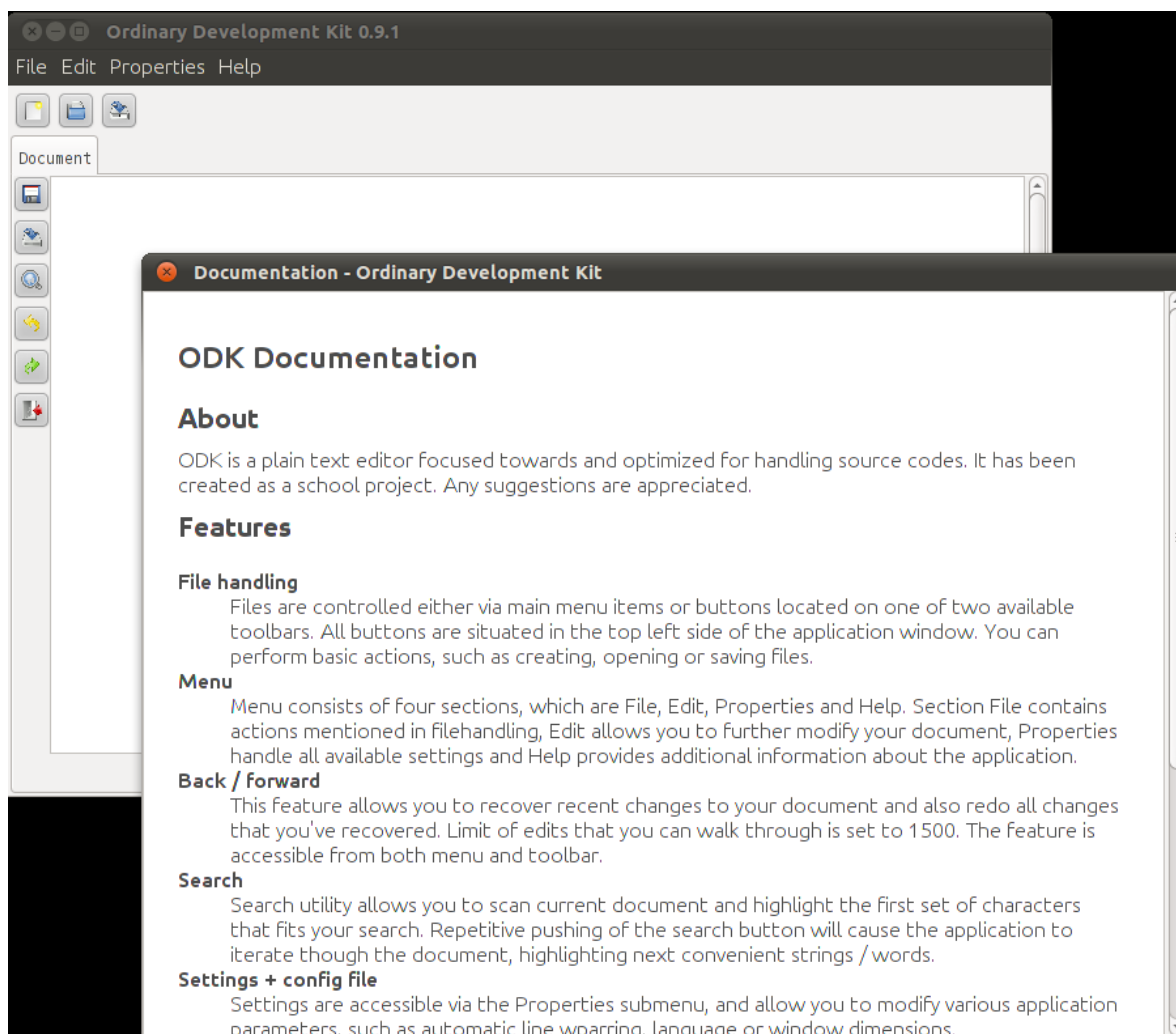 Ordinary Development Kit 0.9.1
File Edit Properties Help
Document
Documentation - Ordinary Development Kit
ODK Documentation
About
ODK is a plain text editor focused towards and optimized for handling source codes. It has been
created as a school project. Any suggestions are appreciated.
Features
File handling
Files are controlled either via main menu items or buttons located on one of two available
toolbars. All buttons are situated in the top left side of the application window. You can
perform basic actions, such as creating, opening or saving files.
Menu
Menu consists of four sections, which are File, Edit, Properties and Help. Section File contains
actions mentioned in filehandling, Edit allows you to further modify your document, Properties
handle all available settings and Help provides additional information about the application.
Back / forward
This feature allows you to recover recent changes to your document and also redo all changes
that you've recovered. Limit of edits that you can walk through is set to 1500. The feature is
accessible from both menu and toolbar.
Search
Search utility allows you to scan current document and highlight the first set of characters
that fits your search. Repetitive pushing of the search button will cause the application to
iterate though the document, highlighting next convenient strings / words.
Settings + config file
Settings are accessible via the Properties submenu, and allow you to modify various application
parameters, such as automatic line wparring, language or window dimensions.